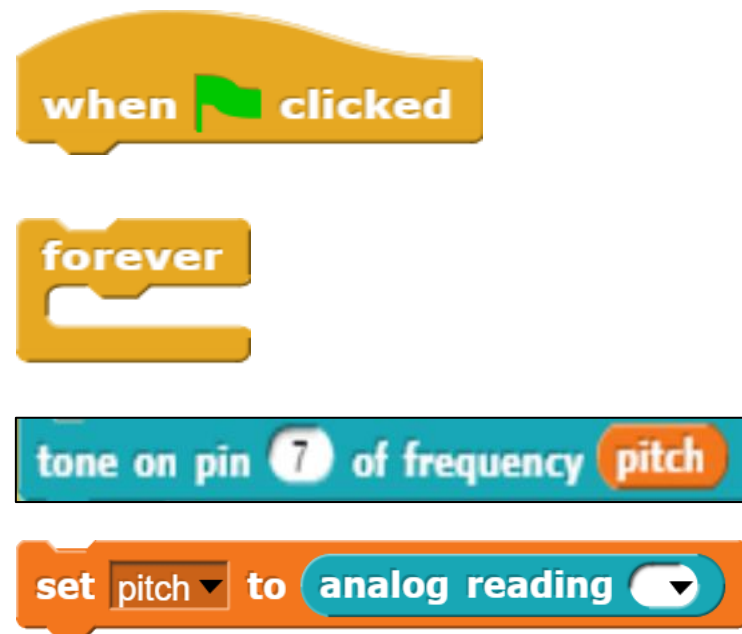 when clicked
forever
tone on pin 7 of frequency pitch
set pitch to analog reading